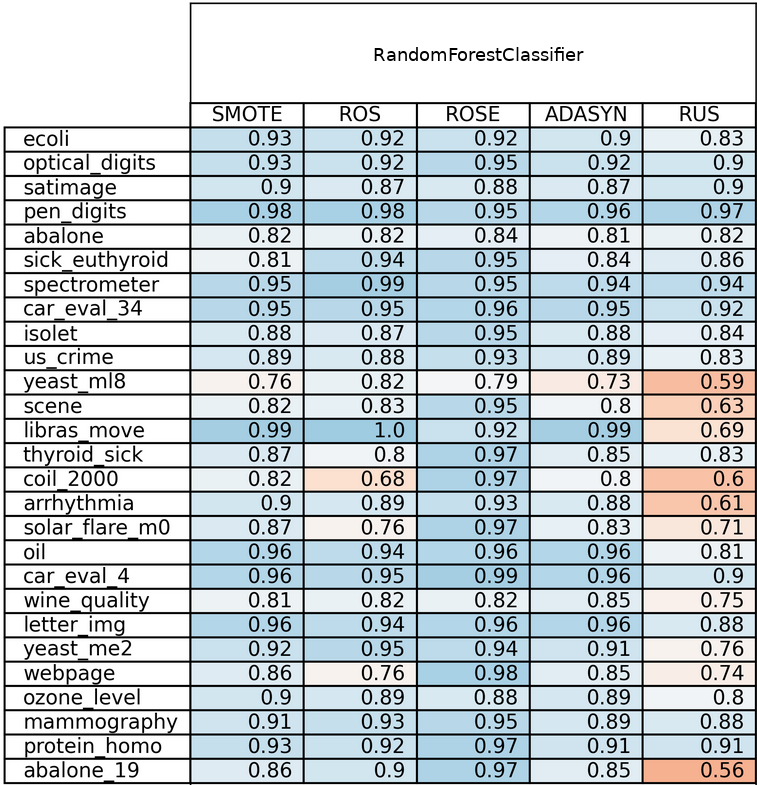 RandomForestClassifier
SMOTE ROS ROSE ADASYN RUS
ecoli 0.93 0.92 0.92 0.9 0.83
optical_digits 0.93 0.92 0.95 0.92 0.9
satimage 0.9 0.87 0.88 0.87 0.9
pen_digits 0.98 0.98 0.95 0.96 0.97
abalone 0.82 0.82 0.84 0.81 0.82
sick_euthyroid 0.81 0.94 0.95 0.84 0.86
spectrometer 0.95 0.99 0.95 0.94 0.94
car_eval_34 0.95 0.95 0.96 0.95 0.92
isolet 0.88 0.87 0.95 0.88 0.84
us_crime 0.89 0.88 0.93 0.89 0.83
yeast_ml8 0.76 0.82 0.79 0.73 0.59
scene 0.82 0.83 0.95 0.8 0.63
libras_move 0.99 1.0 0.92 0.99 0.69
thyroid_sick 0.87 0.8 0.97 0.85 0.83
coil_2000 0.82 0.68 0.97 0.8 0.6
arrhythmia 0.9 0.89 0.93 0.88 0.61
solar_flare_m0 0.87 0.76 0.97 0.83 0.71
oil 0.96 0.94 0.96 0.96 0.81
car_eval_4 0.96 0.95 0.99 0.96 0.9
wine_quality 0.81 0.82 0.82 0.85 0.75
letter_img 0.96 0.94 0.96 0.96 0.88
yeast_me2 0.92 0.95 0.94 0.91 0.76
webpage 0.86 0.76 0.98 0.85 0.74
ozone_level 0.9 0.89 0.88 0.89 0.8
mammography 0.91 0.93 0.95 0.89 0.88
protein_homo 0.93 0.92 0.97 0.91 0.91
abalone_19 0.86 0.9 0.97 0.85 0.56